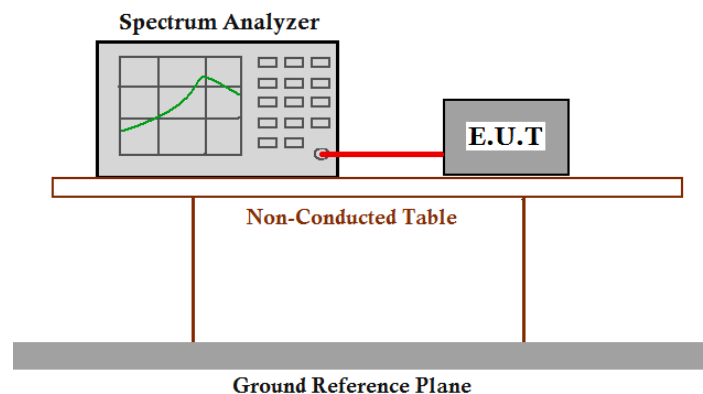 Spectrum Analyzer
E.U.T
Non-Conducted Table
Ground Reference Plane